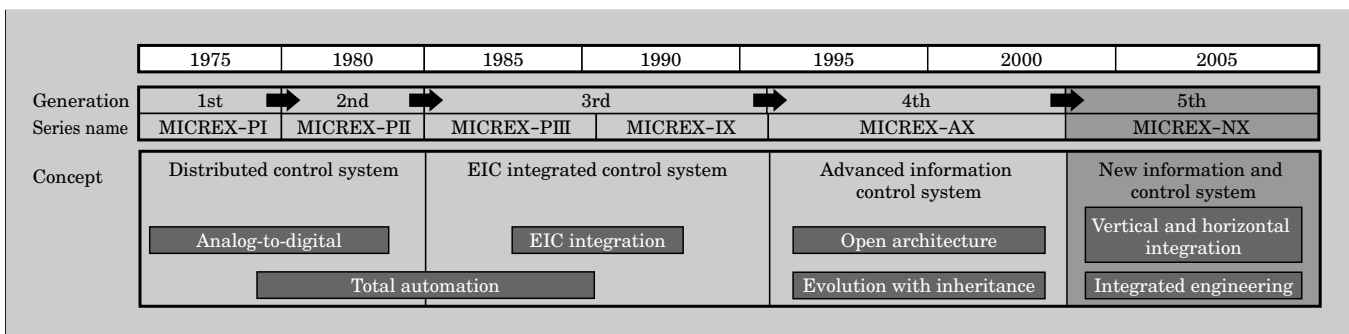 1975 1980 1985 1990 1995 2000 2005
Generation 1st 2nd 3rd 4th 5th
Series name MICREX-PI MICREX-PⅡ MICREX-PⅢ MICREX-IX MICREX-AX MICREX-NX
Concept
Distributed control system
EIC integrated control system
Advanced information
control system
New information and
control system
Analog-to-digital
EIC integration
Open architecture
Vertical and horizontal
integration
Total automation
Evolution with inheritance
Integrated engineering